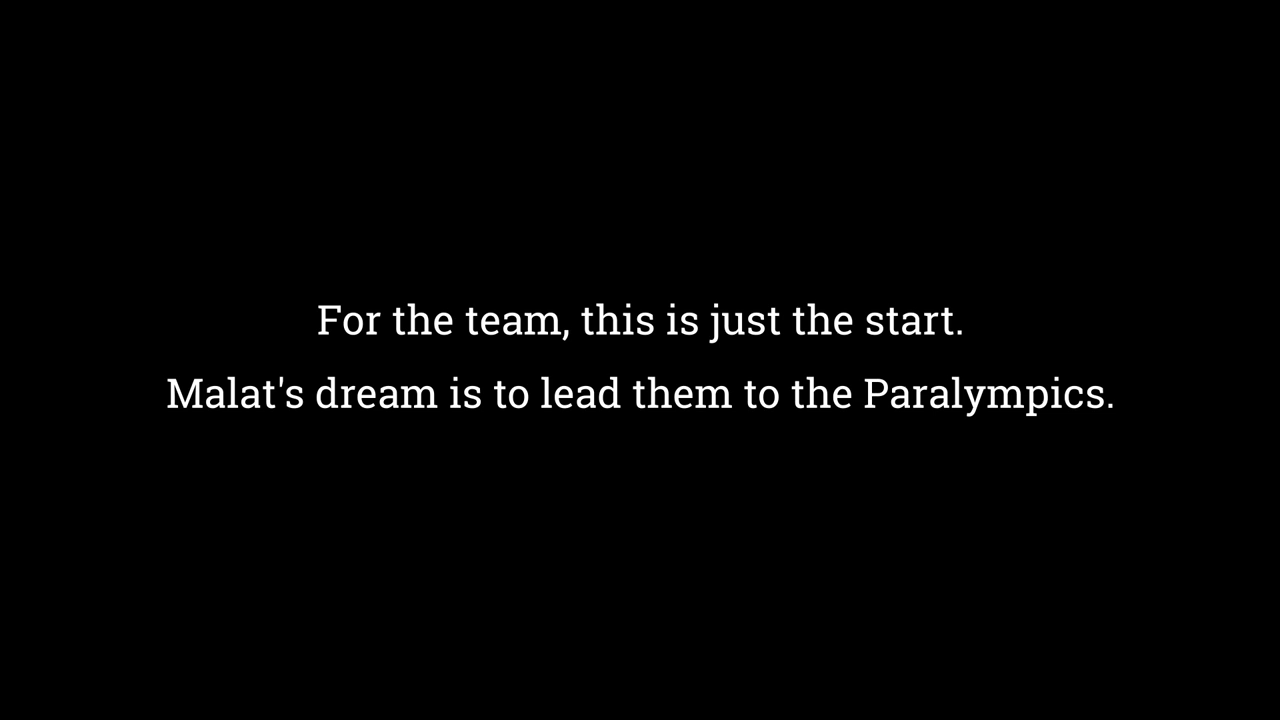 For the team, this is just the start.
Malat's dream is to lead them to the Paralympics.